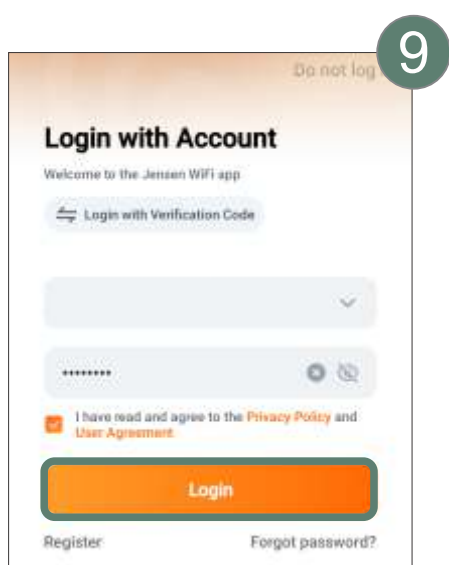 9
Do not log
Login with Account
Welcome to the Jensen WiFi app
Login with Verification Code
••••••••
I have read and agree to the Privacy Policy and
User Agreement
Login
Register Forgot password?